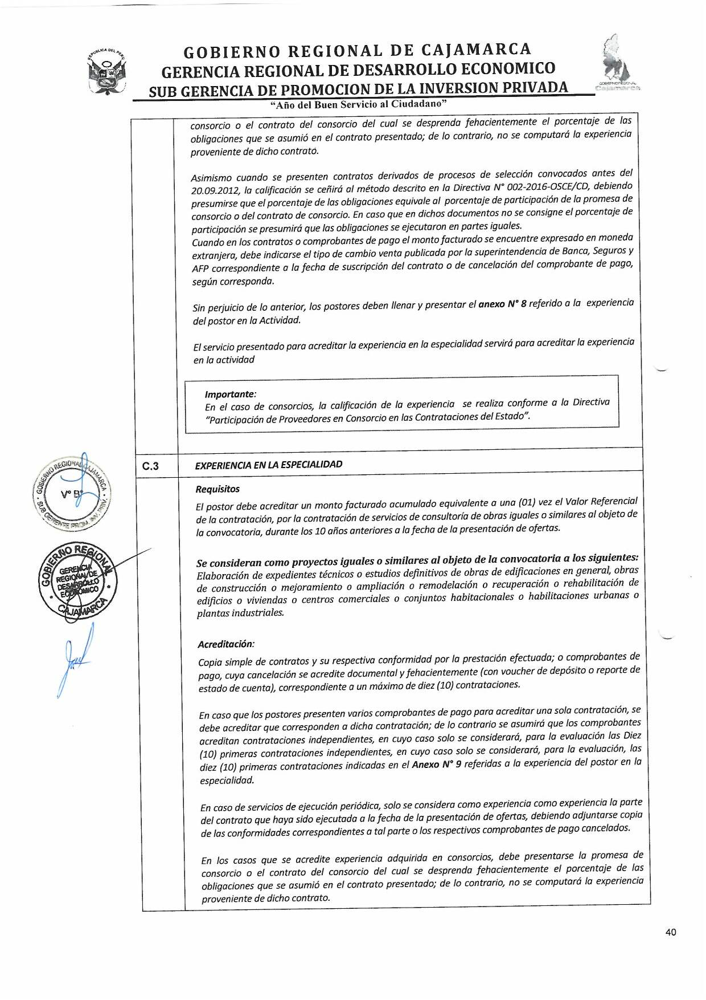 REPUBLICA DEL PERU
GOBIERNO REGIONAL DE CAJAMARCA
GERENCIA REGIONAL DE DESARROLLO ECONOMICO
SUB GERENCIA DE PROMOCION DE LA INVERSION PRIVADA
GOBIERNO REGIONAL
Cajamarca
“Año del Buen Servicio al Ciudadano”
consorcio o el contrato del consorcio del cual se desprenda fehacientemente el porcentaje de las
obligaciones que se asumió en el contrato presentado; de lo contrario, no se computará la experiencia
proveniente de dicho contrato.
Asimismo cuando se presenten contratos derivados de procesos de selección convocados antes del
20.09.2012, la calificación se ceñirá al método descrito en la Directiva N° 002-2016-OSCE/CD, debiendo
presumirse que el porcentaje de las obligaciones equivale al porcentaje de participación de la promesa de
consorcio o del contrato de consorcio. En caso que en dichos documentos no se consigne el porcentaje de
participación se presumirá que las obligaciones se ejecutaron en partes iguales.
Cuando en los contratos o comprobantes de pago el monto facturado se encuentre expresado en moneda
extranjera, debe indicarse el tipo de cambio venta publicada por la superintendencia de Banca, Seguros y
AFP correspondiente a la fecha de suscripción del contrato o de cancelación del comprobante de pago,
según corresponda.
Sin perjuicio de lo anterior, los postores deben llenar y presentar el anexo N° 8 referido a la experiencia
del postor en la Actividad.
El servicio presentado para acreditar la experiencia en la especialidad servirá para acreditar la experiencia
en la actividad
Importante:
En el caso de consorcios, la calificación de la experiencia se realiza conforme a la Directiva
“Participación de Proveedores en Consorcio en las Contrataciones del Estado”.
C.3 EXPERIENCIA EN LA ESPECIALIDAD
Requisitos
El postor debe acreditar un monto facturado acumulado equivalente a una (01) vez el Valor Referencial
de la contratación, por la contratación de servicios de consultoría de obras iguales o similares al objeto de
la convocatoria, durante los 10 años anteriores a la fecha de la presentación de ofertas.
Se consideran como proyectos iguales o similares al objeto de la convocatoria a los siguientes:
Elaboración de expedientes técnicos o estudios definitivos de obras de edificaciones en general, obras
de construcción o mejoramiento o ampliación o remodelación o recuperación o rehabilitación de
edificios o viviendas o centros comerciales o conjuntos habitacionales o habilitaciones urbanas o
plantas industriales.
Acreditación:
Copia simple de contratos y su respectiva conformidad por la prestación efectuada; o comprobantes de
pago, cuya cancelación se acredite documental y fehacientemente (con voucher de depósito o reporte de
estado de cuenta), correspondiente a un máximo de diez (10) contrataciones.
En caso que los postores presenten varios comprobantes de pago para acreditar una sola contratación, se
debe acreditar que corresponden a dicha contratación; de lo contrario se asumirá que los comprobantes
acreditan contrataciones independientes, en cuyo caso solo se considerará, para la evaluación las Diez
(10) primeras contrataciones independientes, en cuyo caso solo se considerará, para la evaluación, las
diez (10) primeras contrataciones indicadas en el Anexo N° 9 referidas a la experiencia del postor en la
especialidad.
En caso de servicios de ejecución periódica, solo se considera como experiencia como experiencia la parte
del contrato que haya sido ejecutada a la fecha de la presentación de ofertas, debiendo adjuntarse copia
de las conformidades correspondientes a tal parte o los respectivos comprobantes de pago cancelados.
En los casos que se acredite experiencia adquirida en consorcios, debe presentarse la promesa de
consorcio o el contrato del consorcio del cual se desprenda fehacientemente el porcentaje de las
obligaciones que se asumió en el contrato presentado; de lo contrario, no se computará la experiencia
proveniente de dicho contrato.
GOBIERNO REGIONAL CAJAMARCA
V° B°
SUB GERENTE PROM. INV. PRIV.
GOBIERNO REGIONAL
GERENCIA
REGIONAL DE
DESARROLLO
ECONOMICO
CAJAMARCA
40